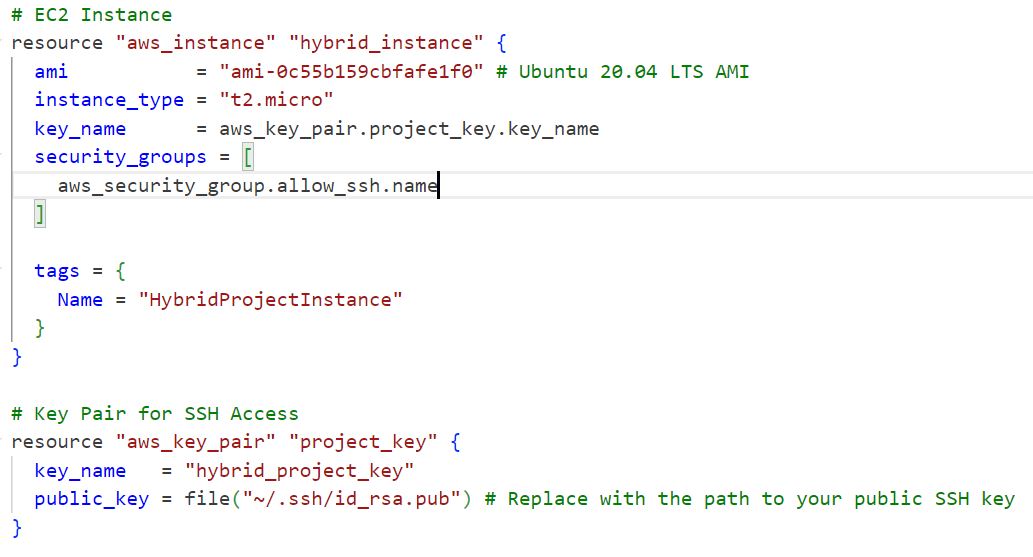 # EC2 Instance
resource "aws_instance" "hybrid_instance" {
  ami           = "ami-0c55b159cbfafe1f0" # Ubuntu 20.04 LTS AMI
  instance_type = "t2.micro"
  key_name      = aws_key_pair.project_key.key_name
  security_groups = [
    aws_security_group.allow_ssh.name
  ]

  tags = {
    Name = "HybridProjectInstance"
  }
}

# Key Pair for SSH Access
resource "aws_key_pair" "project_key" {
  key_name   = "hybrid_project_key"
  public_key = file("~/.ssh/id_rsa.pub") # Replace with the path to your public SSH key
}